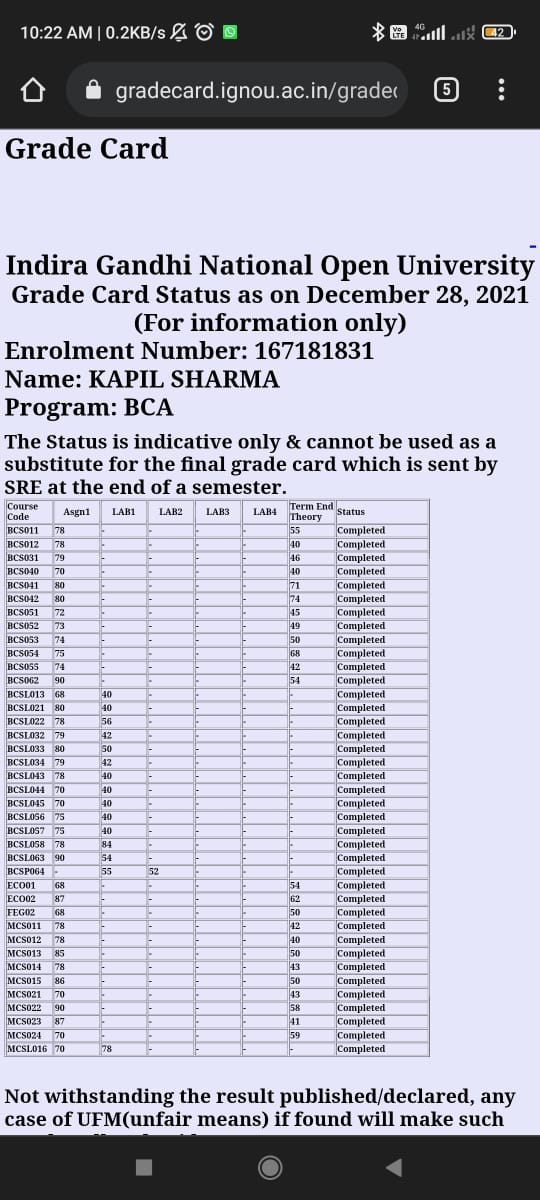 10:22 AM | 0.2KB/s
Vo LTE 4G 42
gradecard.ignou.ac.in/grade 5
Grade Card
Indira Gandhi National Open University
Grade Card Status as on December 28, 2021
(For information only)
Enrolment Number: 167181831
Name: KAPIL SHARMA
Program: BCA
The Status is indicative only & cannot be used as a
substitute for the final grade card which is sent by
SRE at the end of a semester.
Course Code Asgn1 LAB1 LAB2 LAB3 LAB4 Term End Theory Status
BCS011 78 - - - - 55 Completed
BCS012 78 - - - - 40 Completed
BCS031 79 - - - - 46 Completed
BCS040 70 - - - - 40 Completed
BCS041 80 - - - - 71 Completed
BCS042 80 - - - - 74 Completed
BCS051 72 - - - - 45 Completed
BCS052 73 - - - - 49 Completed
BCS053 74 - - - - 50 Completed
BCS054 75 - - - - 68 Completed
BCS055 74 - - - - 42 Completed
BCS062 90 - - - - 54 Completed
BCSL013 68 40 - - - - Completed
BCSL021 80 40 - - - - Completed
BCSL022 78 56 - - - - Completed
BCSL032 79 42 - - - - Completed
BCSL033 80 50 - - - - Completed
BCSL034 79 42 - - - - Completed
BCSL043 78 40 - - - - Completed
BCSL044 70 40 - - - - Completed
BCSL045 70 40 - - - - Completed
BCSL056 75 40 - - - - Completed
BCSL057 75 40 - - - - Completed
BCSL058 78 84 - - - - Completed
BCSL063 90 54 - - - - Completed
BCSP064 - 55 52 - - - Completed
ECO01 68 - - - - 54 Completed
ECO02 87 - - - - 62 Completed
FEG02 68 - - - - 50 Completed
MCS011 78 - - - - 42 Completed
MCS012 78 - - - - 40 Completed
MCS013 85 - - - - 50 Completed
MCS014 78 - - - - 43 Completed
MCS015 86 - - - - 50 Completed
MCS021 70 - - - - 43 Completed
MCS022 90 - - - - 58 Completed
MCS023 87 - - - - 41 Completed
MCS024 70 - - - - 59 Completed
MCSL016 70 78 - - - - Completed
Not withstanding the result published/declared, any
case of UFM(unfair means) if found will make such